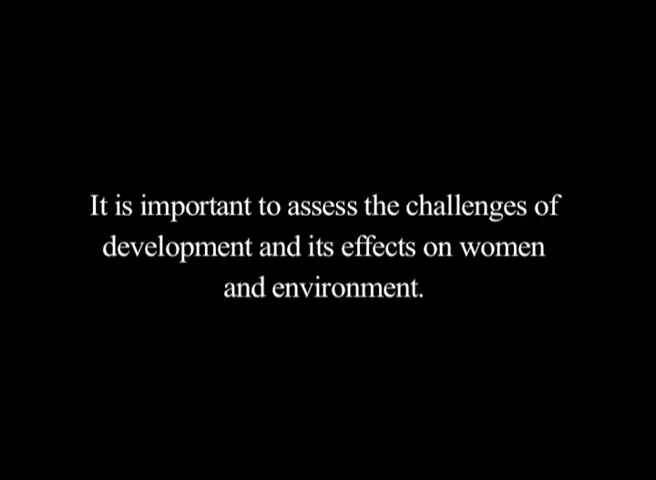 It is important to assess the challenges of
development and its effects on women
and environment.